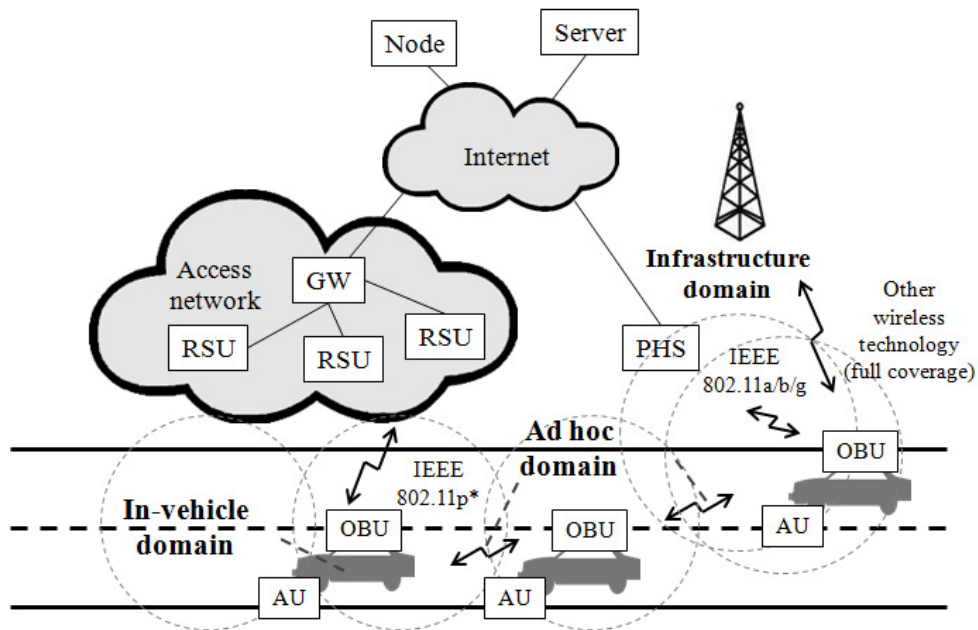 Node
Server
Internet
Access
network
GW
RSU
RSU
RSU
Infrastructure
domain
PHS
Other
wireless
technology
(full coverage)
IEEE
802.11a/b/g
Ad hoc
domain
IEEE
802.11p*
In-vehicle
domain
OBU
OBU
OBU
AU
AU
AU